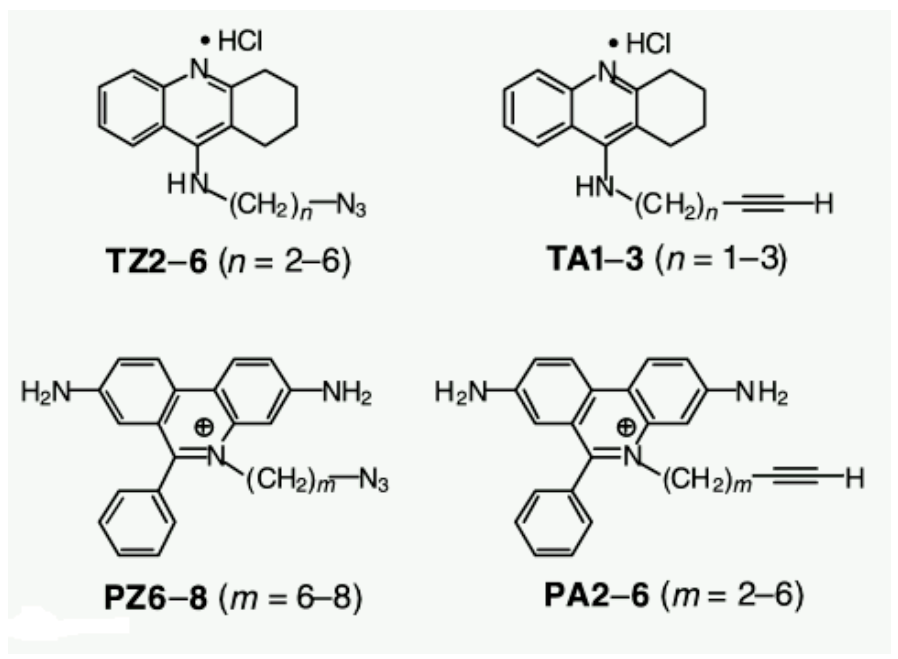 • HCl • HCl
N N
HN HN
(CH₂)n—N₃ (CH₂)n H
TZ2–6 (n = 2–6) TA1–3 (n = 1–3)
H₂N NH₂ H₂N NH₂
⊕ ⊕
N N
(CH₂)m—N₃ (CH₂)m H
PZ6–8 (m = 6–8) PA2–6 (m = 2–6)